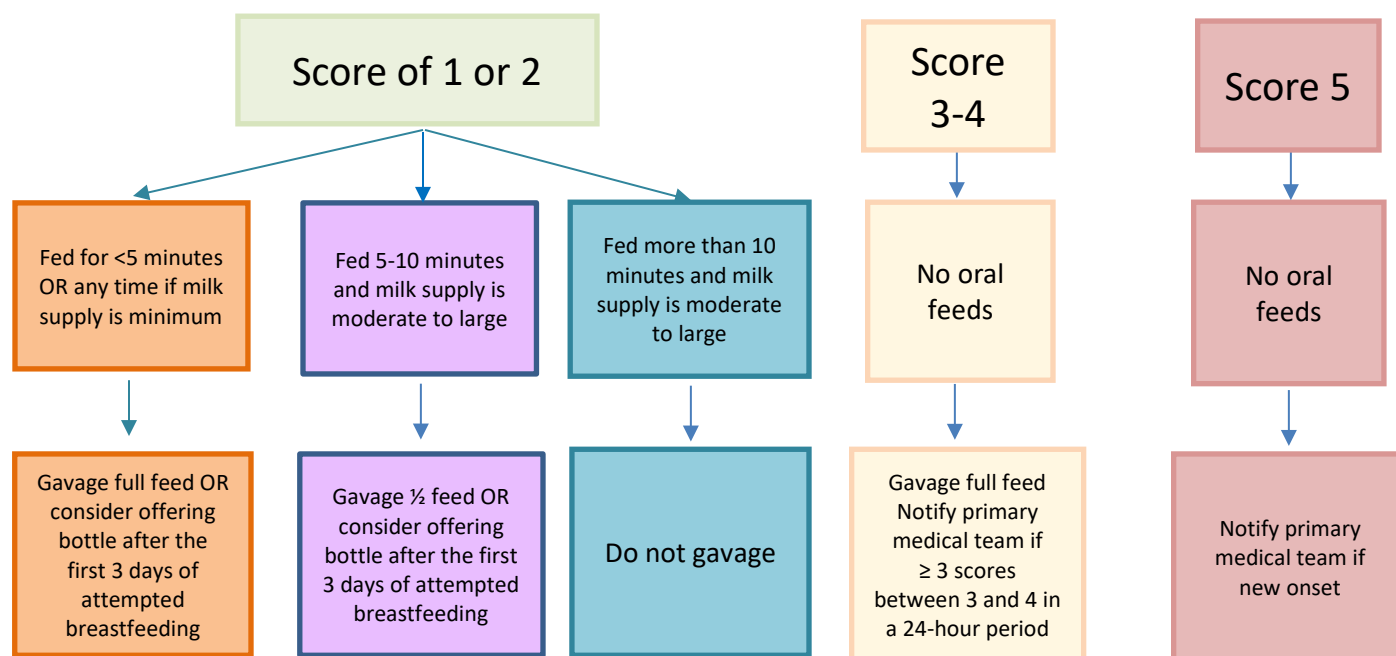 Score of 1 or 2
Score
3-4
Score 5
Fed for <5 minutes
OR any time if milk
supply is minimum
Fed 5-10 minutes
and milk supply is
moderate to large
Fed more than 10
minutes and milk
supply is moderate
to large
No oral
feeds
No oral
feeds
Gavage full feed OR
consider offering
bottle after the
first 3 days of
attempted
breastfeeding
Gavage ½ feed OR
consider offering
bottle after the first
3 days of attempted
breastfeeding
Do not gavage
Gavage full feed
Notify primary
medical team if
≥ 3 scores
between 3 and 4 in
a 24-hour period
Notify primary
medical team if
new onset